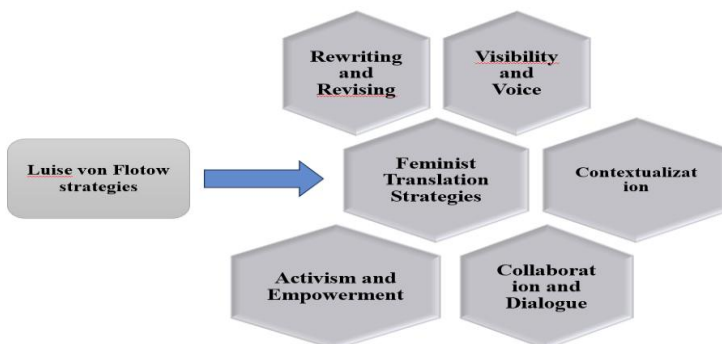 Rewriting
and
Revising
Visibility
and
Voice
Luise von Flotow
strategies
Feminist
Translation
Strategies
Contextualizat
ion
Activism and
Empowerment
Collaborat
ion and
Dialogue